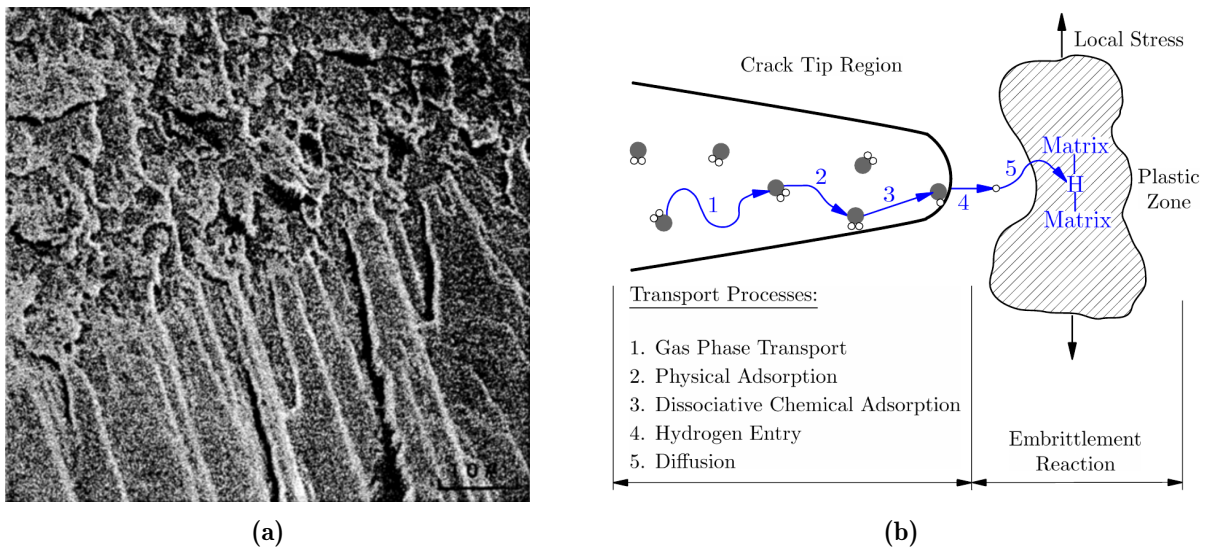 Local Stress
Crack Tip Region
Matrix
5
2
H
Plastic
Zone
1
3
4
Matrix
Transport Processes:
1. Gas Phase Transport
2. Physical Adsorption
3. Dissociative Chemical Adsorption
4. Hydrogen Entry
5. Diffusion
Embrittlement
Reaction
(a)
(b)